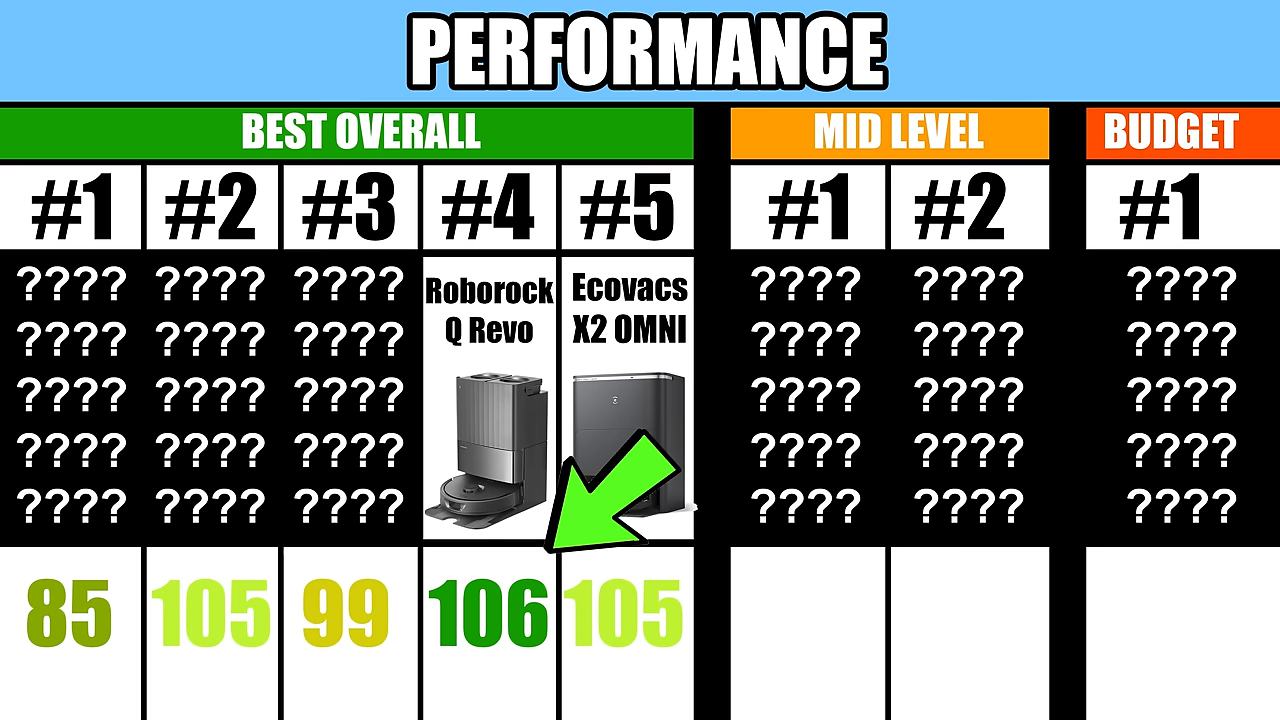 PERFORMANCE
BEST OVERALL MID LEVEL BUDGET
#1 #2 #3 #4 #5 #1 #2 #1
???? ???? ???? Roborock Ecovacs ???? ???? ????
???? ???? ???? Q Revo X2 OMNI ???? ???? ????
???? ???? ???? ???? ???? ????
???? ???? ???? ???? ???? ????
???? ???? ???? ???? ???? ????
85 105 99 106 105